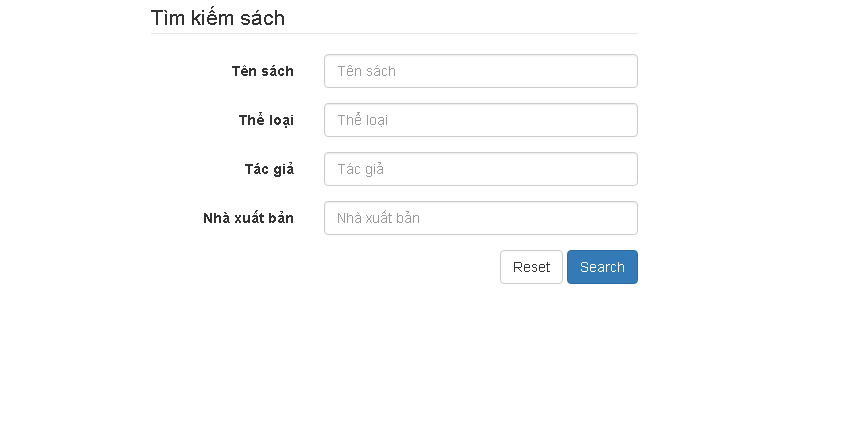 Tìm kiếm sách
Tên sách Tên sách
Thể loại Thể loại
Tác giả Tác giả
Nhà xuất bản Nhà xuất bản
Reset Search